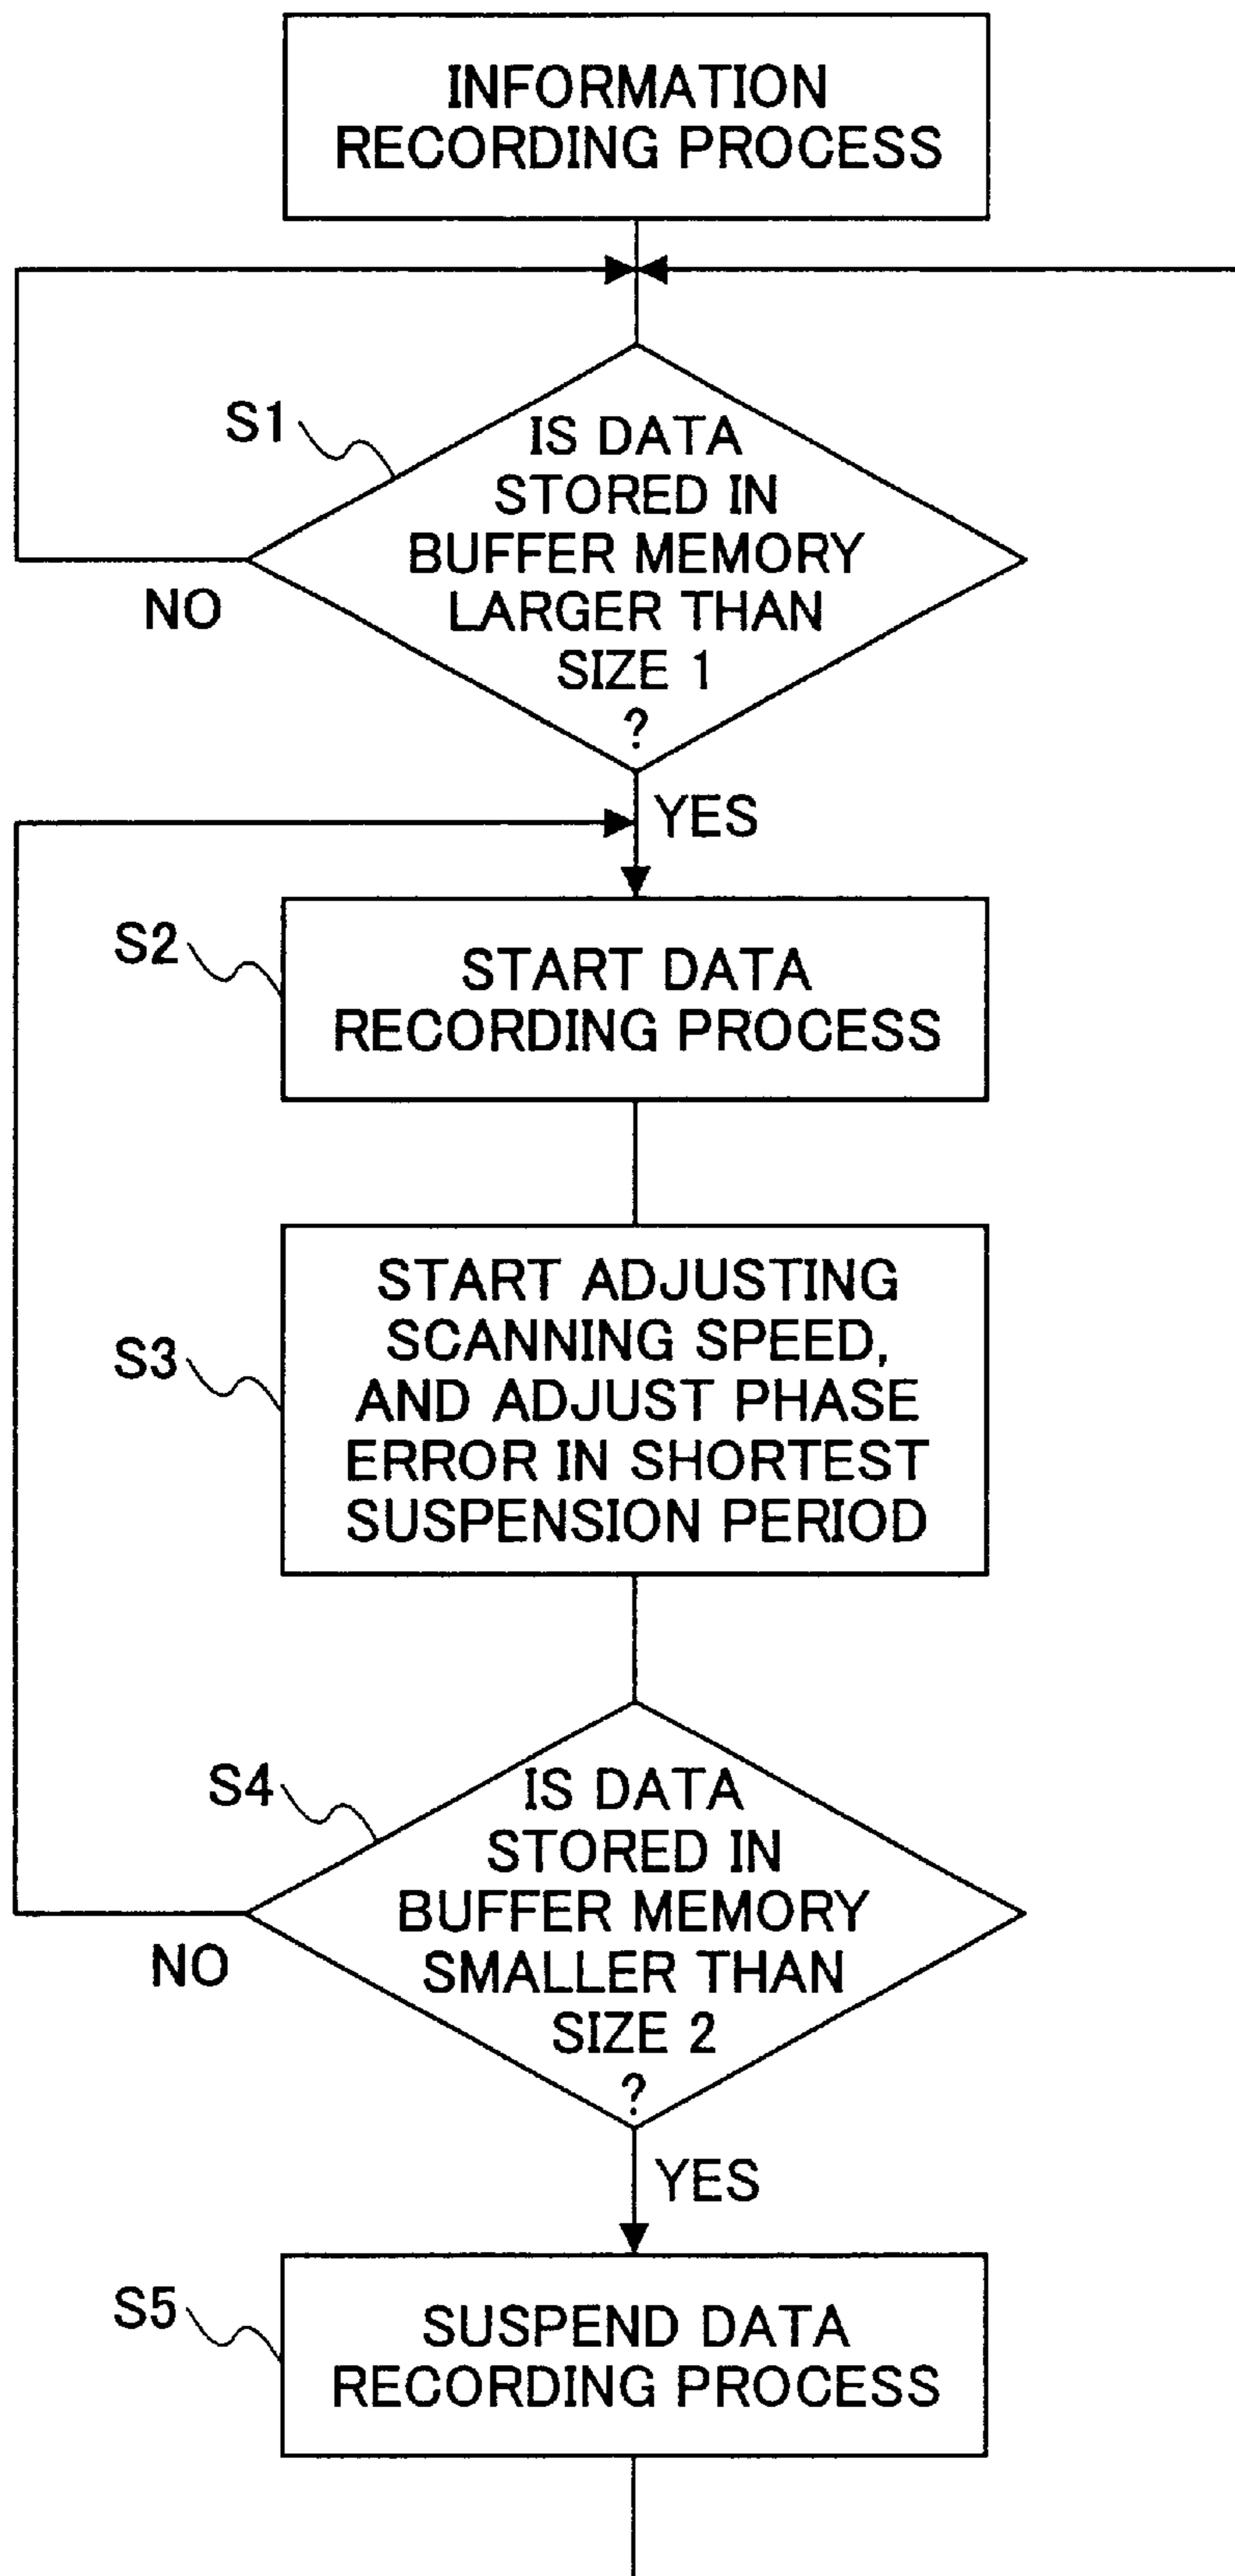 INFORMATION
RECORDING PROCESS
S1
IS DATA
STORED IN
BUFFER MEMORY
LARGER THAN
SIZE 1
?
NO
YES
S2
START DATA
RECORDING PROCESS
S3
START ADJUSTING
SCANNING SPEED,
AND ADJUST PHASE
ERROR IN SHORTEST
SUSPENSION PERIOD
S4
IS DATA
STORED IN
BUFFER MEMORY
SMALLER THAN
SIZE 2
?
NO
YES
S5
SUSPEND DATA
RECORDING PROCESS